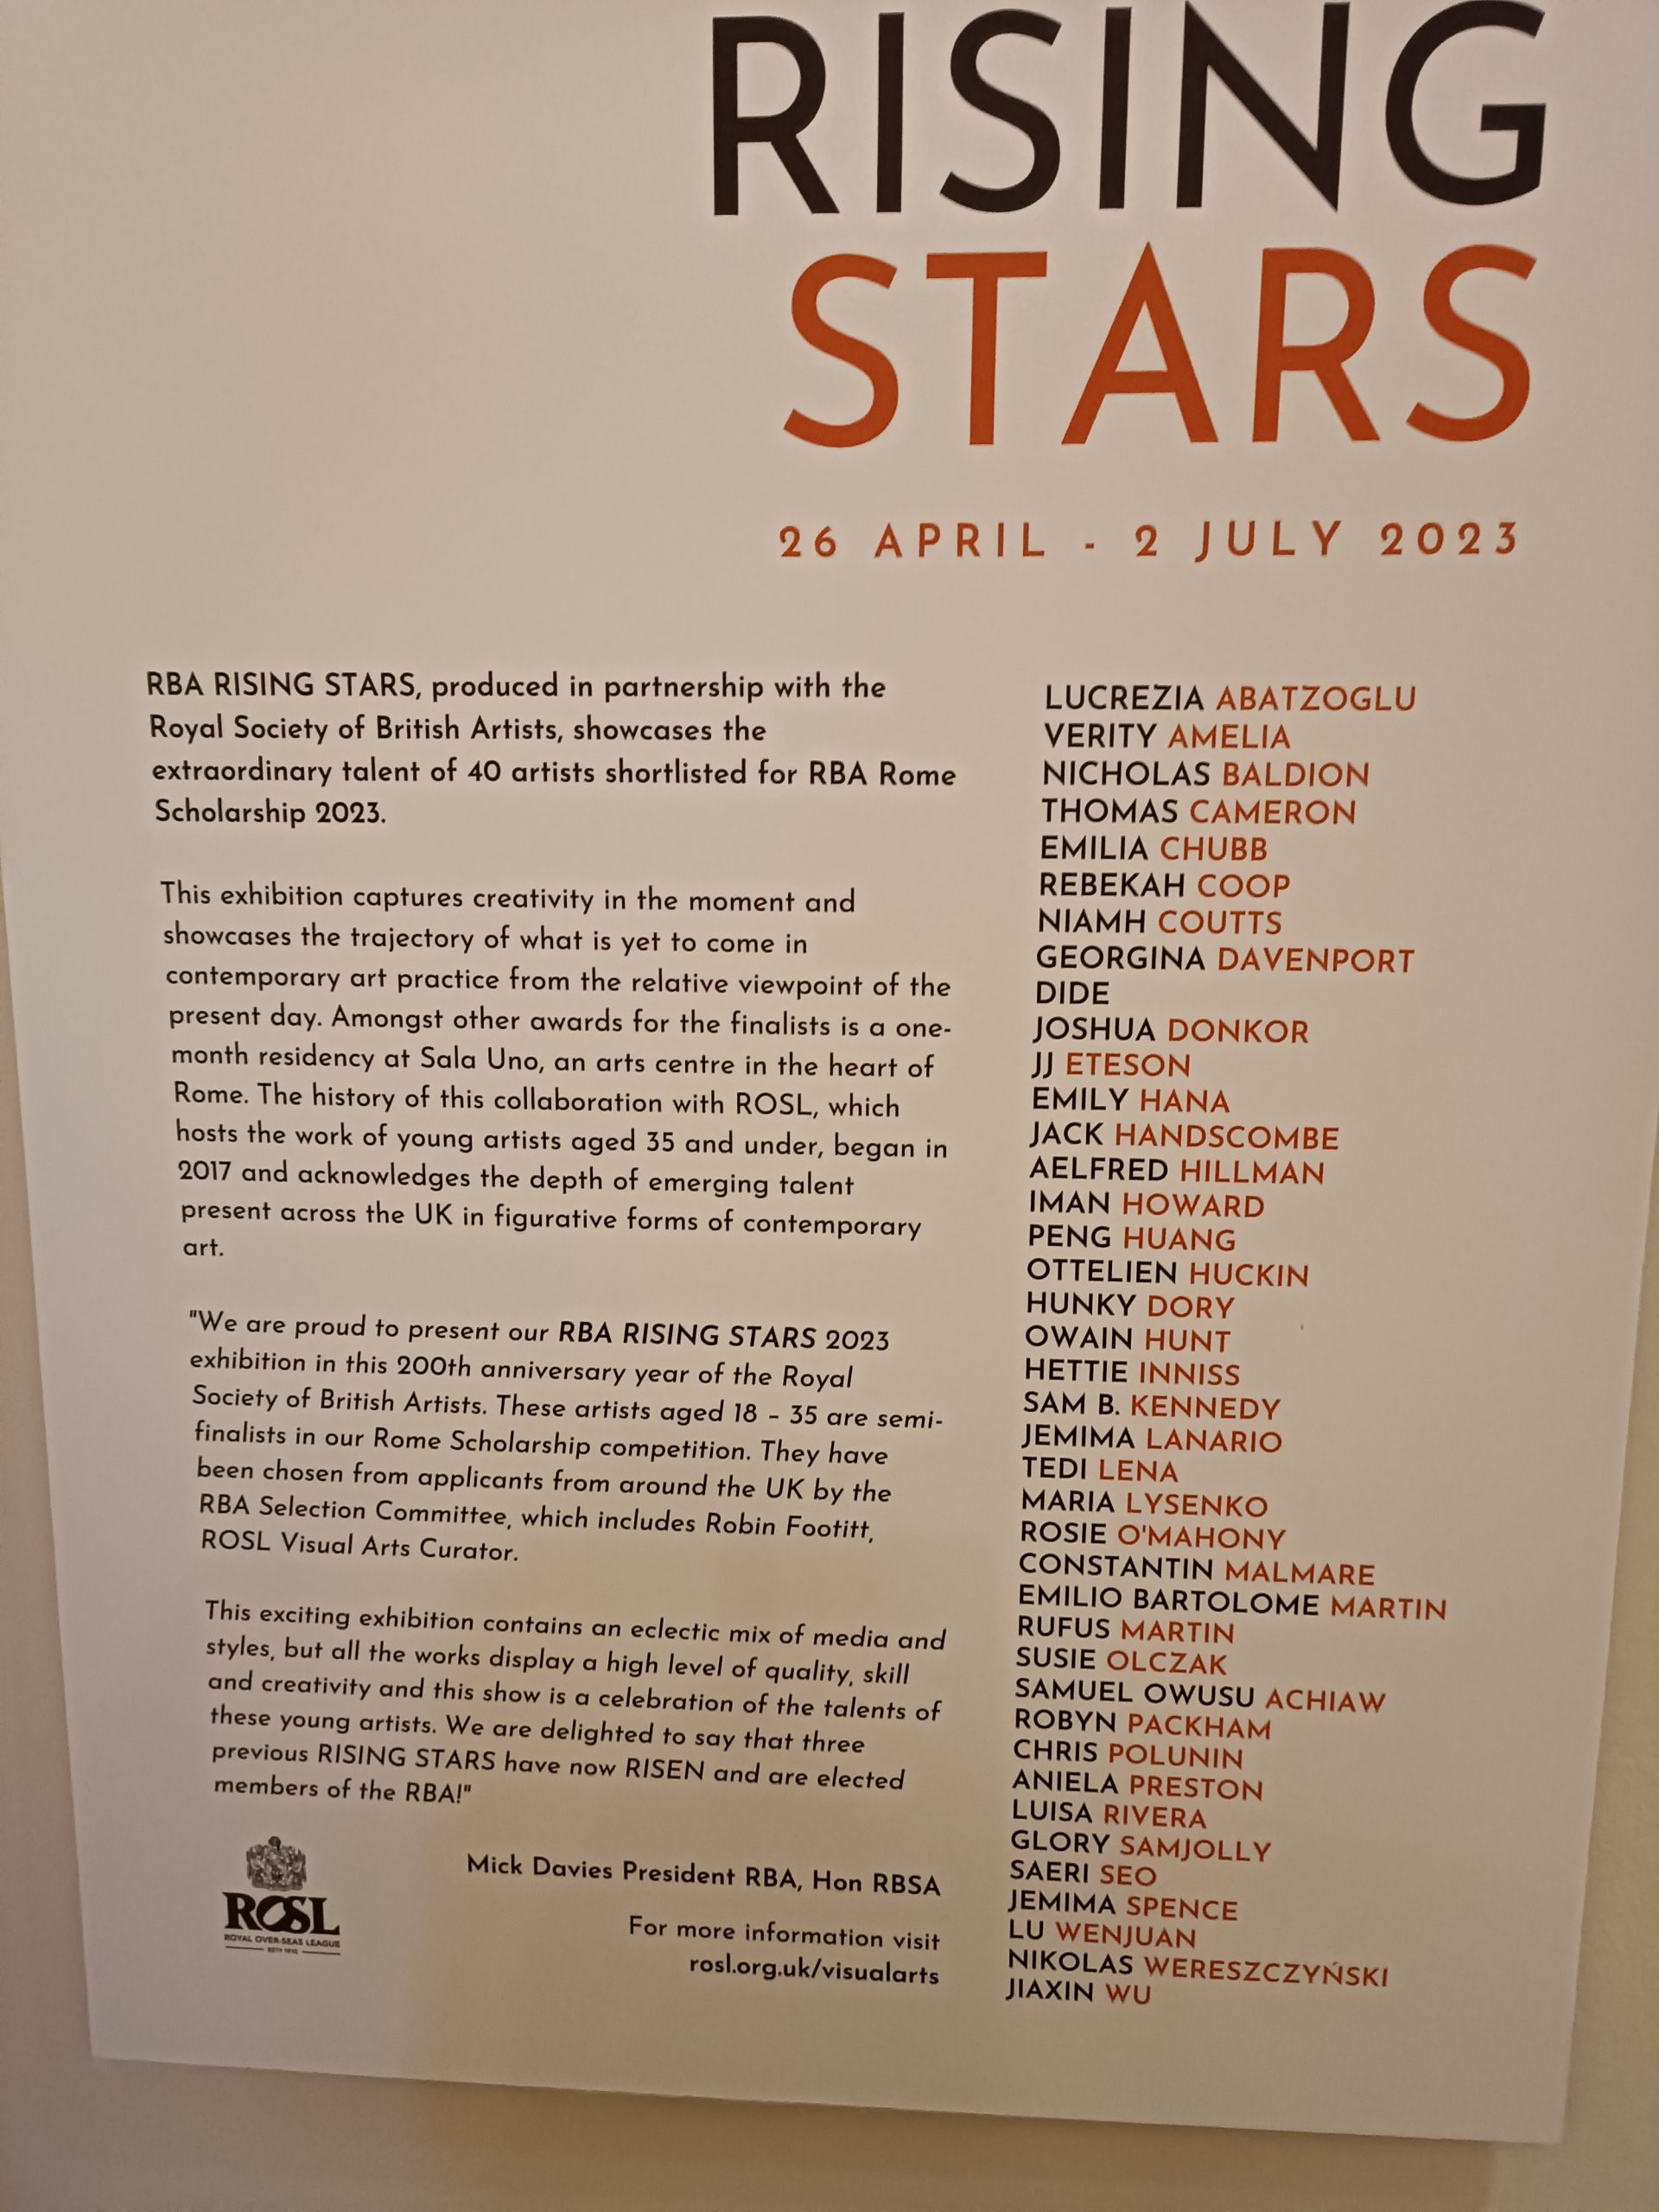 RISING
STARS
26 APRIL - 2 JULY 2023
RBA RISING STARS, produced in partnership with the
Royal Society of British Artists, showcases the
extraordinary talent of 40 artists shortlisted for RBA Rome
Scholarship 2023.
This exhibition captures creativity in the moment and
showcases the trajectory of what is yet to come in
contemporary art practice from the relative viewpoint of the
present day. Amongst other awards for the finalists is a one-
month residency at Sala Uno, an arts centre in the heart of
Rome. The history of this collaboration with ROSL, which
hosts the work of young artists aged 35 and under, began in
2017 and acknowledges the depth of emerging talent
present across the UK in figurative forms of contemporary
art.
"We are proud to present our RBA RISING STARS 2023
exhibition in this 200th anniversary year of the Royal
Society of British Artists. These artists aged 18 – 35 are semi-
finalists in our Rome Scholarship competition. They have
been chosen from applicants from around the UK by the
RBA Selection Committee, which includes Robin Footitt,
ROSL Visual Arts Curator.
This exciting exhibition contains an eclectic mix of media and
styles, but all the works display a high level of quality, skill
and creativity and this show is a celebration of the talents of
these young artists. We are delighted to say that three
previous RISING STARS have now RISEN and are elected
members of the RBA!"
Mick Davies President RBA, Hon RBSA
For more information visit
rosl.org.uk/visualarts
ROSL
ROYAL OVER-SEAS LEAGUE
ESTD 1910
LUCREZIA ABATZOGLU
VERITY AMELIA
NICHOLAS BALDION
THOMAS CAMERON
EMILIA CHUBB
REBEKAH COOP
NIAMH COUTTS
GEORGINA DAVENPORT
DIDE
JOSHUA DONKOR
JJ ETESON
EMILY HANA
JACK HANDSCOMBE
AELFRED HILLMAN
IMAN HOWARD
PENG HUANG
OTTELIEN HUCKIN
HUNKY DORY
OWAIN HUNT
HETTIE INNISS
SAM B. KENNEDY
JEMIMA LANARIO
TEDI LENA
MARIA LYSENKO
ROSIE O'MAHONY
CONSTANTIN MALMARE
EMILIO BARTOLOME MARTIN
RUFUS MARTIN
SUSIE OLCZAK
SAMUEL OWUSU ACHIAW
ROBYN PACKHAM
CHRIS POLUNIN
ANIELA PRESTON
LUISA RIVERA
GLORY SAMJOLLY
SAERI SEO
JEMIMA SPENCE
LU WENJUAN
NIKOLAS WERESZCZYŃSKI
JIAXIN WU